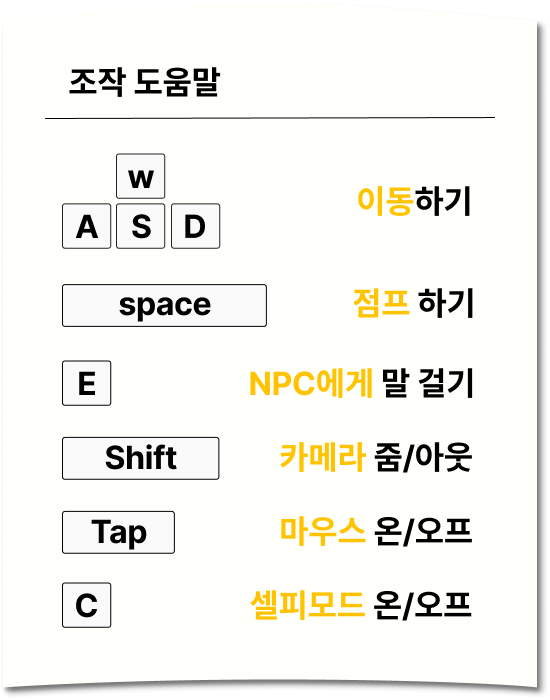 조작 도움말
w
A S D 이동하기
space 점프 하기
E NPC에게 말 걸기
Shift 카메라 줌/아웃
Tap 마우스 온/오프
C 셀피모드 온/오프